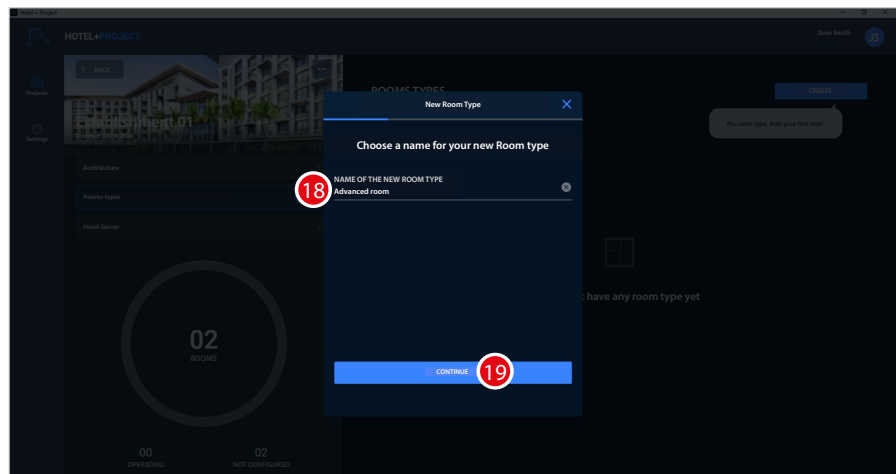 Hotel + Project
HOTEL+PROJECT
Jhon Smith
JS
BACK
Projects
Settings
Establishment 01
Architecture
Rooms types
Hotel Server
02
ROOMS
00
OPERATING
02
NOT CONFIGURED
ROOMS TYPES
CREATE
No room type. Add your first now!
New Room Type
Choose a name for your new Room type
18
NAME OF THE NEW ROOM TYPE
Advanced room
CONTINUE
19
have any room type yet